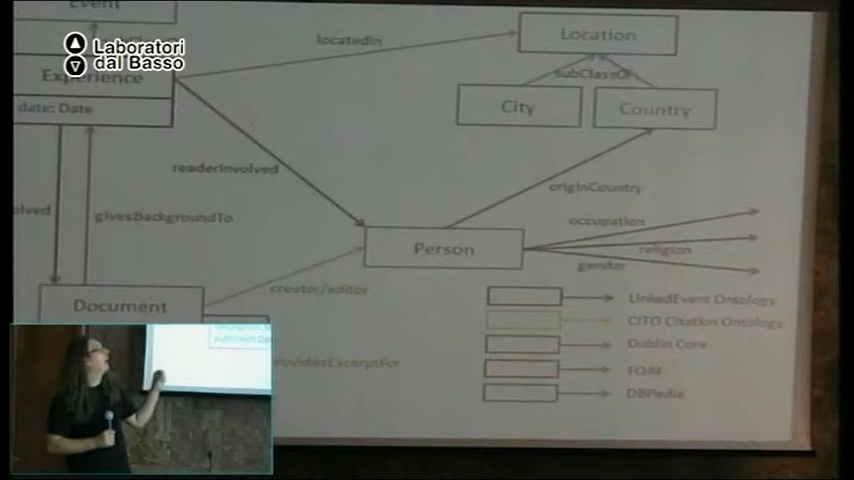 Event
Laboratori
dal Basso
Experience
date: Date
locatedIn
Location
subClassOf
City
Country
readerInvolved
originCountry
olved
givesBackgroundTo
occupation
religion
gender
Person
Document
creator/editor
LinkedEvent Ontology
CITO Citation Ontology
Dublin Core
FOAF
DBPedia
rovidesExcerptFor